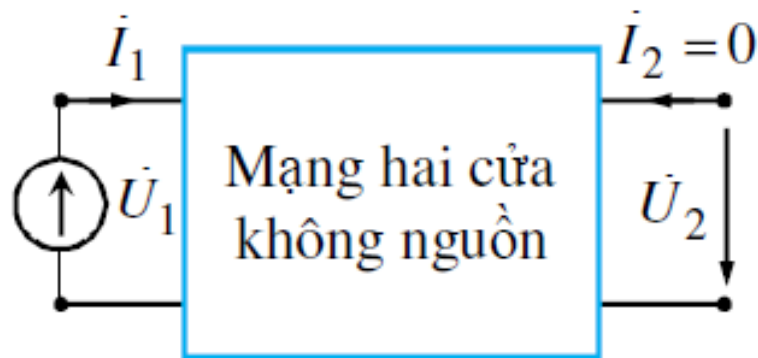 İ₁
İ₂ = 0
U̇₁
Mạng hai cửa
không nguồn
U̇₂